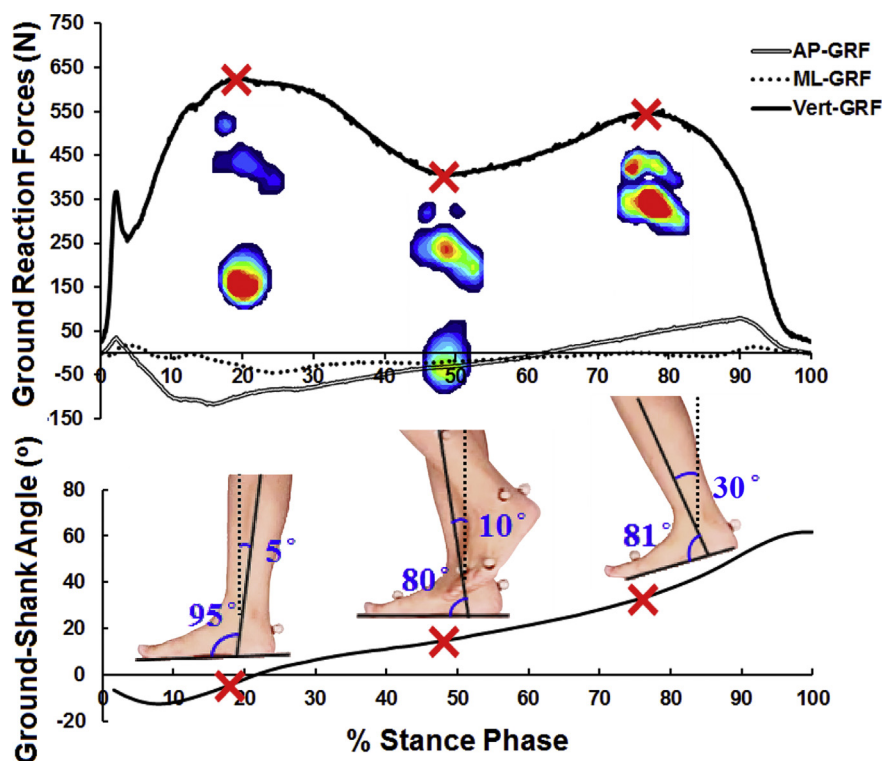 Ground Reaction Forces (N)
750
650
550
450
350
250
150
50
-50
-150
AP-GRF
ML-GRF
Vert-GRF
0 10 20 30 40 50 60 70 80 90 100
Ground-Shank Angle (º)
80
60
40
20
0
-20
5°
95°
10°
80°
30°
81°
0 10 20 30 40 50 60 70 80 90 100
% Stance Phase